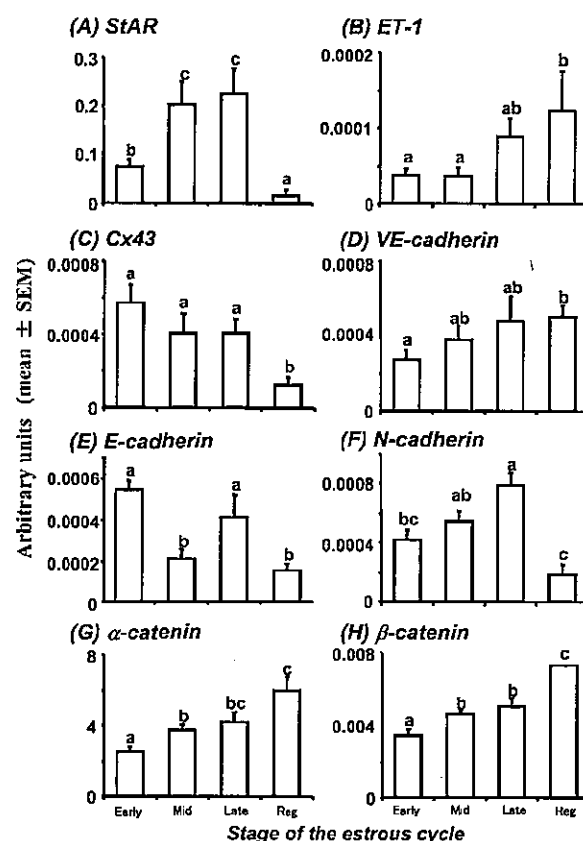 (A) StAR
(B) ET-1
0.3
0.2
0.1
0
b
c
c
a
0.0002
0.0001
0
a
a
ab
b
(C) Cx43
(D) VE-cadherin
0.0008
0.0004
0
a
a
a
b
0.0008
0.0004
0
a
ab
ab
b
(E) E-cadherin
(F) N-cadherin
0.0006
0.0004
0.0002
0
a
b
a
b
0.0008
0.0004
0
bc
ab
a
c
(G) α-catenin
(H) β-catenin
8
4
0
a
b
bc
c
0.008
0.004
0
a
b
b
c
Early Mid Late Reg
Early Mid Late Reg
Stage of the estrous cycle
Arbitrary units (mean ± SEM)